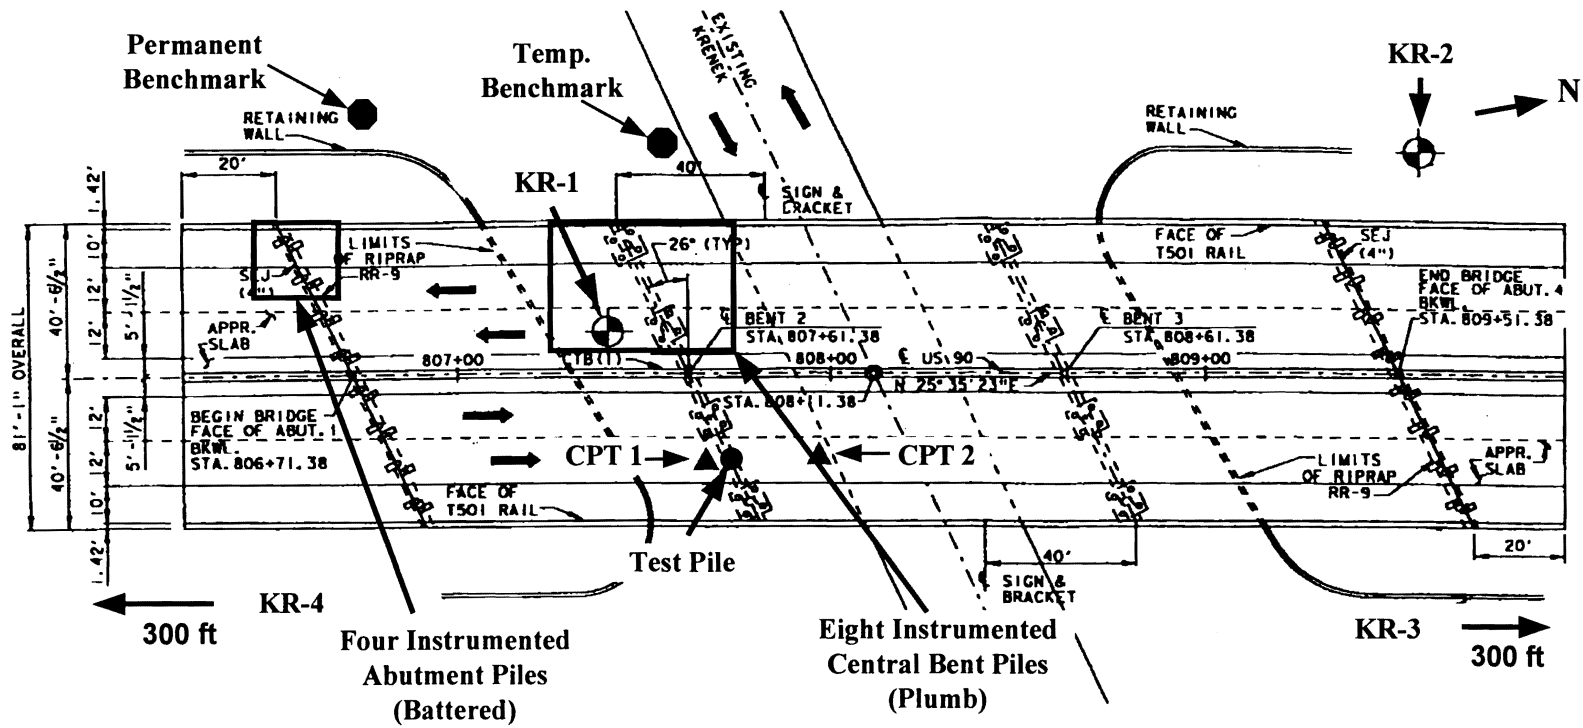 Permanent
Benchmark
Temp.
Benchmark
EXISTING
KRENEK
KR-2
N
RETAINING
WALL
RETAINING
WALL
20'
40'
KR-1
℄ SIGN &
BRACKET
1.42'
10'
12'
12'
5'-11½"
40'-6½"
81'-1" OVERALL
LIMITS
OF RIPRAP
RR-9
SEJ
(4")
26° (TYP)
FACE OF
T501 RAIL
SEJ
(4")
END BRIDGE
FACE OF ABUT. 4
BKWL.
STA. 809+51.38
APPR.
SLAB
℄ BENT 2
STA. 807+61.38
℄ BENT 3
STA. 808+61.38
807+00
CTB(1)
808+00
℄ US 90
809+00
N 25° 35'23"E
STA. 808+11.38
BEGIN BRIDGE
FACE OF ABUT. 1
BKWL.
STA. 806+71.38
5'-11½"
12'
12'
10'
40'-6½"
1.42'
CPT 1
CPT 2
FACE OF
T501 RAIL
LIMITS
OF RIPRAP
RR-9
APPR.
SLAB
Test Pile
40'
20'
℄ SIGN &
BRACKET
KR-4
300 ft
KR-3
300 ft
Four Instrumented
Abutment Piles
(Battered)
Eight Instrumented
Central Bent Piles
(Plumb)